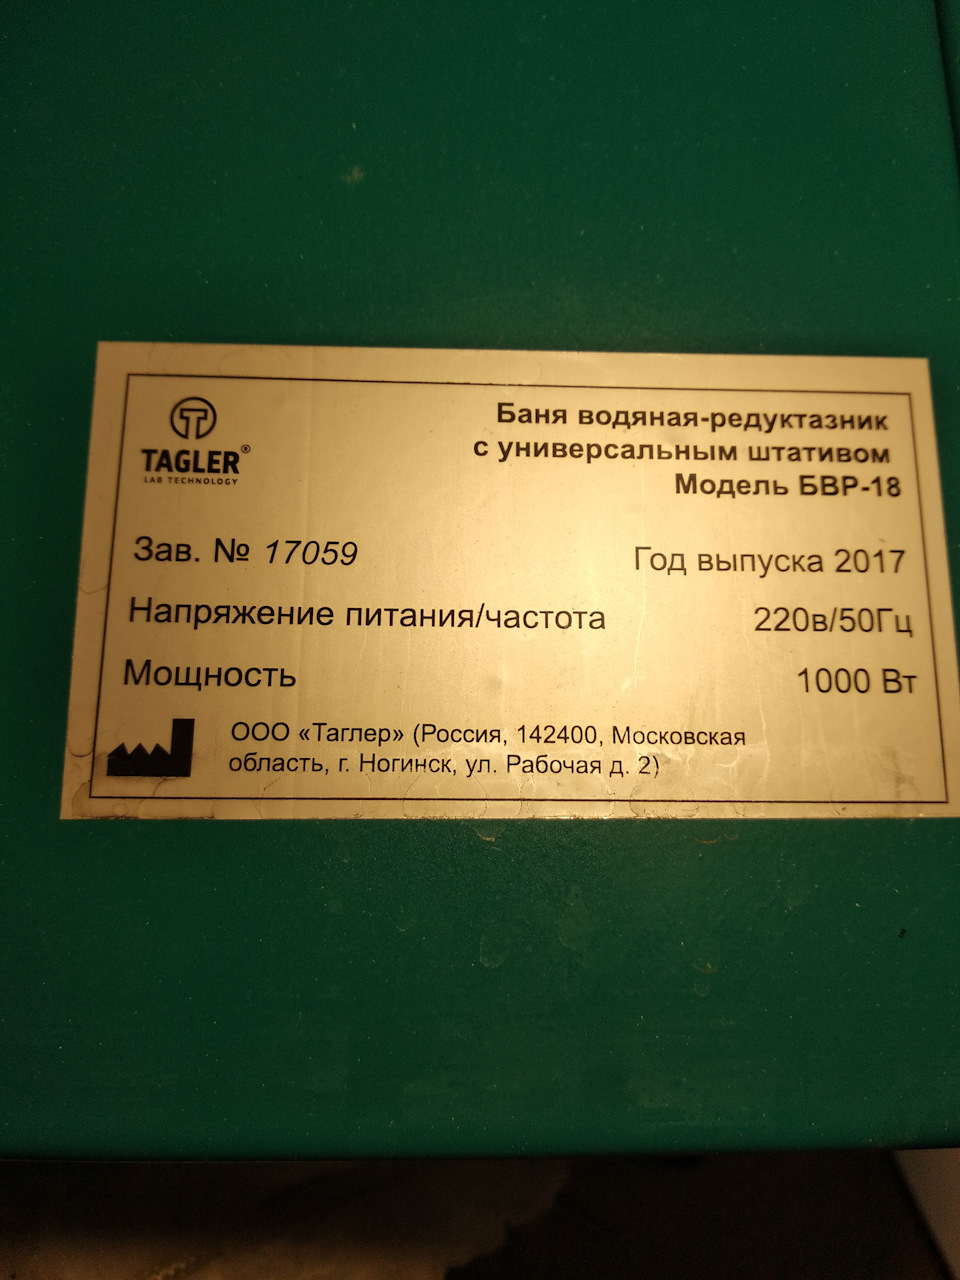 TAGLER®
LAB TECHNOLOGY
Баня водяная-редуктазник
с универсальным штативом
Модель БВР-18
Зав. № 17059
Год выпуска 2017
Напряжение питания/частота 220в/50Гц
Мощность 1000 Вт
ООО «Таглер» (Россия, 142400, Московская
область, г. Ногинск, ул. Рабочая д. 2)